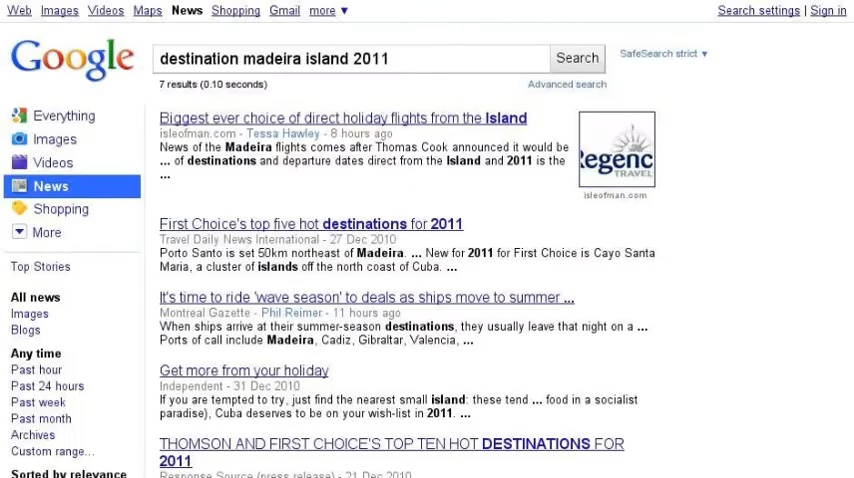 Web Images Videos Maps News Shopping Gmail more ▼
Search settings | Sign in
Google
destination madeira island 2011
Search
SafeSearch strict ▼
7 results (0.10 seconds)
Advanced search
Everything
Images
Videos
News
Shopping
More
Top Stories
All news
Images
Blogs
Any time
Past hour
Past 24 hours
Past week
Past month
Archives
Custom range...
Sorted by relevance
Biggest ever choice of direct holiday flights from the Island
isleofman.com - Tessa Hawley - 8 hours ago
News of the Madeira flights comes after Thomas Cook announced it would be
... of destinations and departure dates direct from the Island and 2011 is the
...
Regenc
TRAVEL
isleofman.com
First Choice's top five hot destinations for 2011
Travel Daily News International - 27 Dec 2010
Porto Santo is set 50km northeast of Madeira. ... New for 2011 for First Choice is Cayo Santa
Maria, a cluster of islands off the north coast of Cuba. ...
It's time to ride 'wave season' to deals as ships move to summer ...
Montreal Gazette - Phil Reimer - 11 hours ago
When ships arrive at their summer-season destinations, they usually leave that night on a ...
Ports of call include Madeira, Cadiz, Gibraltar, Valencia, ...
Get more from your holiday
Independent - 31 Dec 2010
If you are tempted to try, just find the nearest small island: these tend ... food in a socialist
paradise), Cuba deserves to be on your wish-list in 2011. ...
THOMSON AND FIRST CHOICE'S TOP TEN HOT DESTINATIONS FOR
2011
Response Source (press release) - 21 Dec 2010